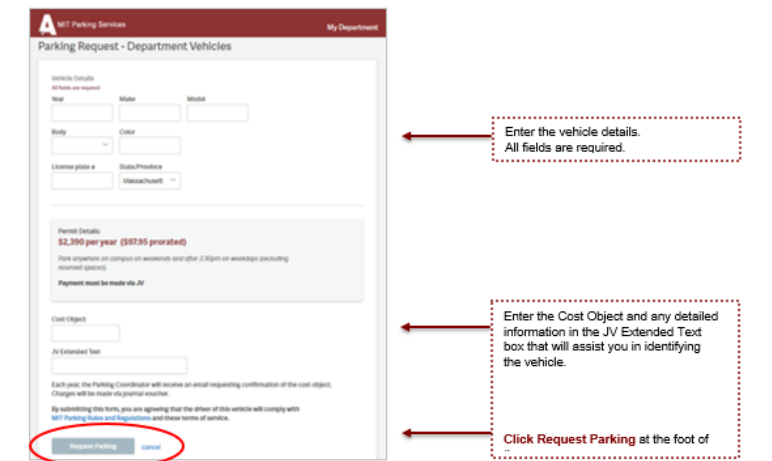 MIT Parking Services
My Department
Parking Request - Department Vehicles
Vehicle Details
All fields are required
Year Make Model
Body Color
License plate # State/Province
Massachusett
Permit Details
$2,390 per year ($97.95 prorated)
Park anywhere on campus on weekends and after 2:30pm on weekdays (excluding
reserved spaces).
Payment must be made via JV
Cost Object
JV Extended Text
Each year, the Parking Coordinator will receive an email requesting confirmation of the cost object.
Charges will be made via journal voucher.
By submitting this form, you are agreeing that the driver of this vehicle will comply with
MIT Parking Rules and Regulations and these terms of service.
Request Parking cancel
Enter the vehicle details.
All fields are required.
Enter the Cost Object and any detailed
information in the JV Extended Text
box that will assist you in identifying
the vehicle.
Click Request Parking at the foot of